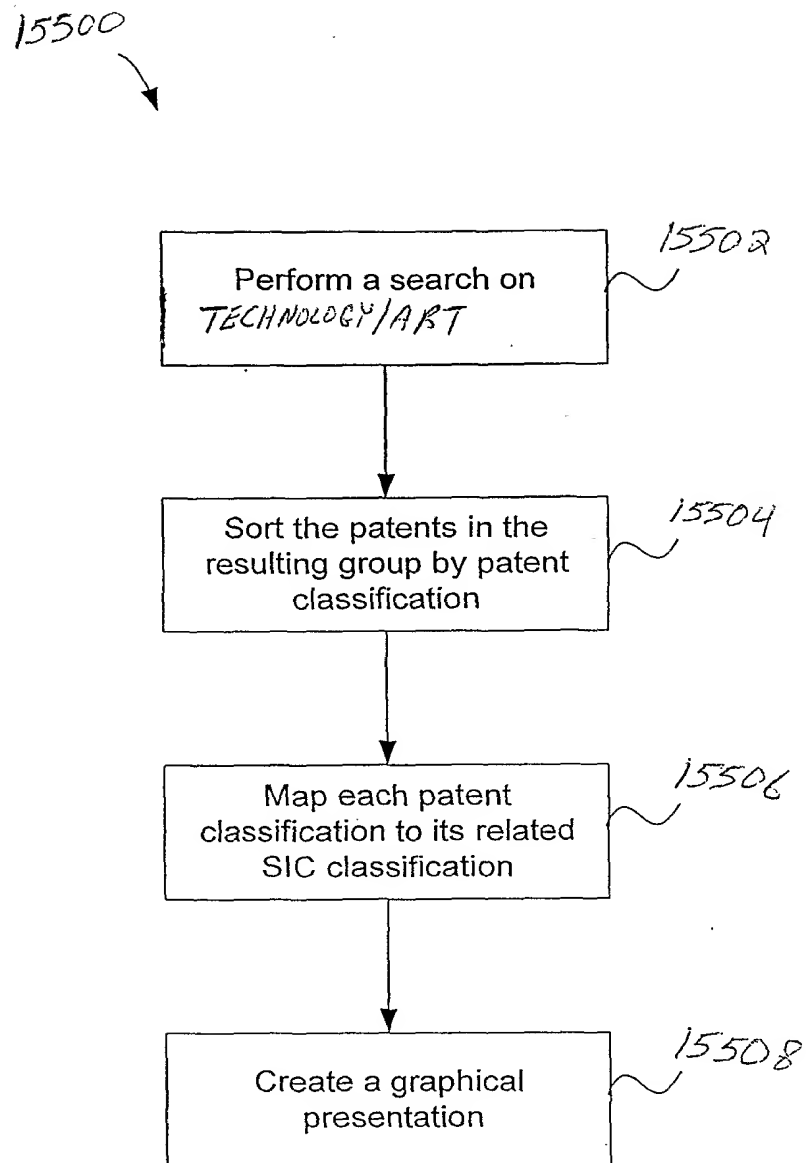 15500
15502
Perform a search on
TECHNOLOGY/ART
15504
Sort the patents in the
resulting group by patent
classification
15506
Map each patent
classification to its related
SIC classification
15508
Create a graphical
presentation